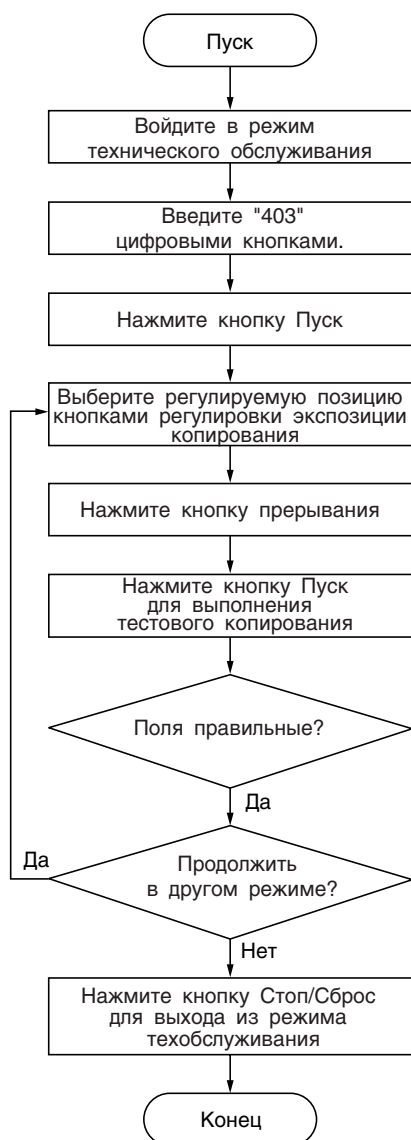 Пуск
Войдите в режим
технического обслуживания
Введите "403"
цифровыми кнопками.
Нажмите кнопку Пуск
Выберите регулируемую позицию
кнопками регулировки экспозиции
копирования
Нажмите кнопку прерывания
Нажмите кнопку Пуск
для выполнения
тестового копирования
Поля правильные?
Да
Да
Продолжить
в другом режиме?
Нет
Нажмите кнопку Стоп/Сброс
для выхода из режима
техобслуживания
Конец